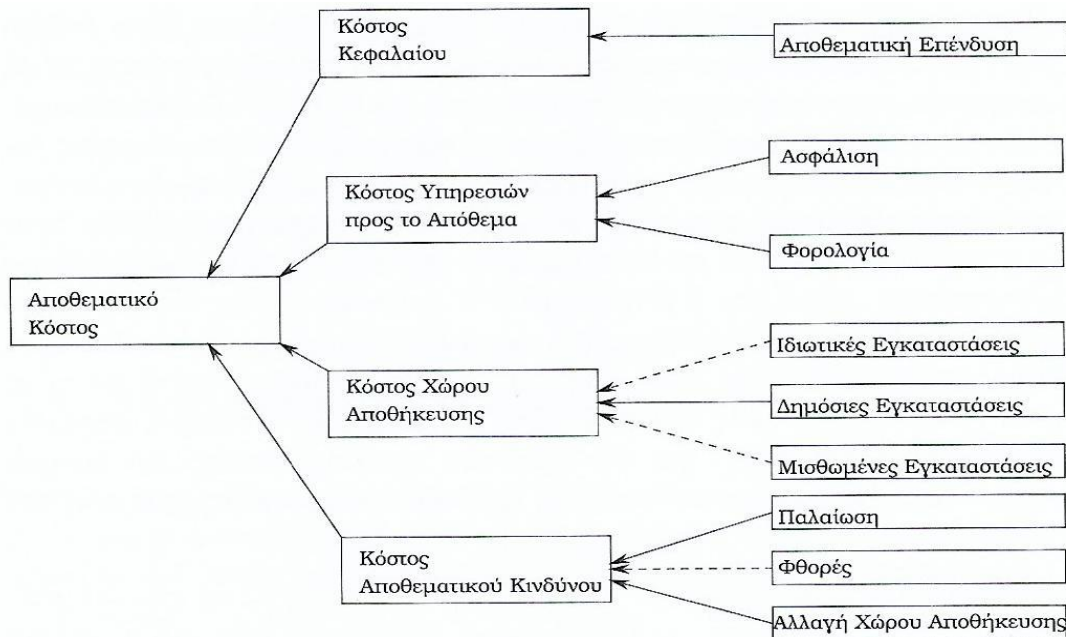 Κόστος
Κεφαλαίου
Αποθεματική Επένδυση
Ασφάλιση
Κόστος Υπηρεσιών
προς το Απόθεμα
Φορολογία
Αποθεματικό
Κόστος
Ιδιωτικές Εγκαταστάσεις
Κόστος Χώρου
Αποθήκευσης
Δημόσιες Εγκαταστάσεις
Μισθωμένες Εγκαταστάσεις
Παλαίωση
Κόστος
Αποθεματικού Κινδύνου
Φθορές
Αλλαγή Χώρου Αποθήκευσης